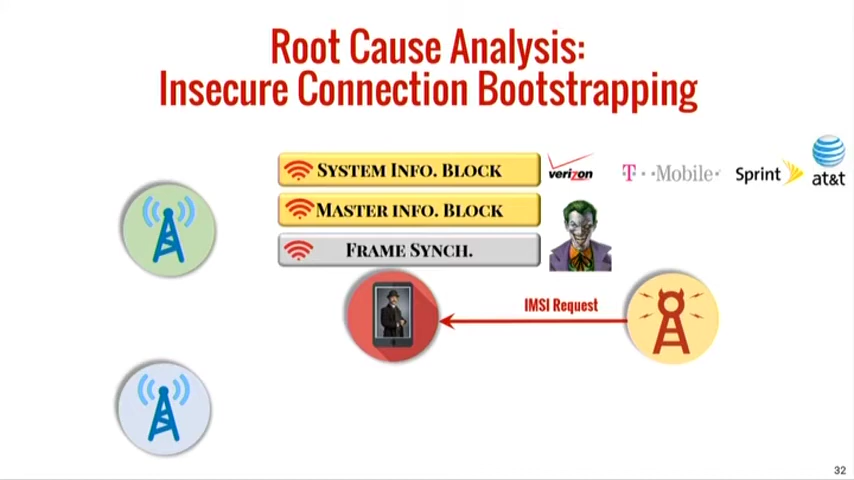 Root Cause Analysis:
Insecure Connection Bootstrapping
System Info. Block
verizon
T··Mobile·
Sprint
at&t
Master info. Block
Frame Synch.
IMSI Request
32